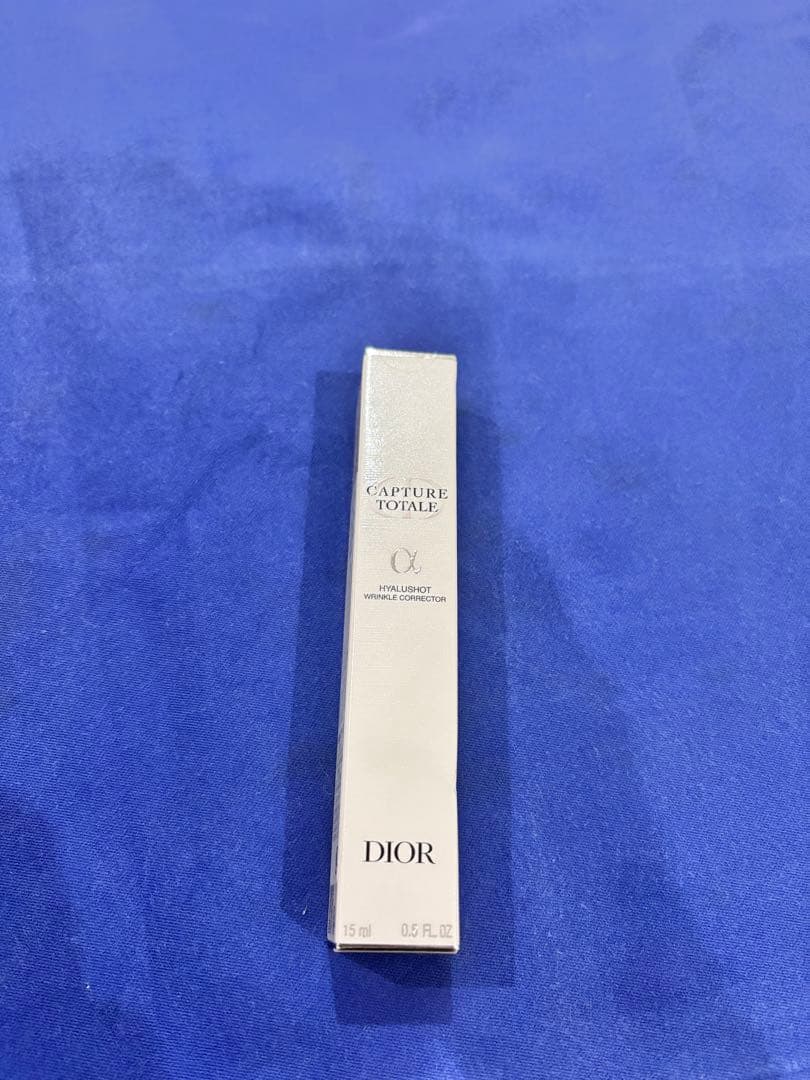 CAPTURE
TOTALE
α
HYALUSHOT
WRINKLE CORRECTOR
DIOR
15 ml 0.5 FL.OZ